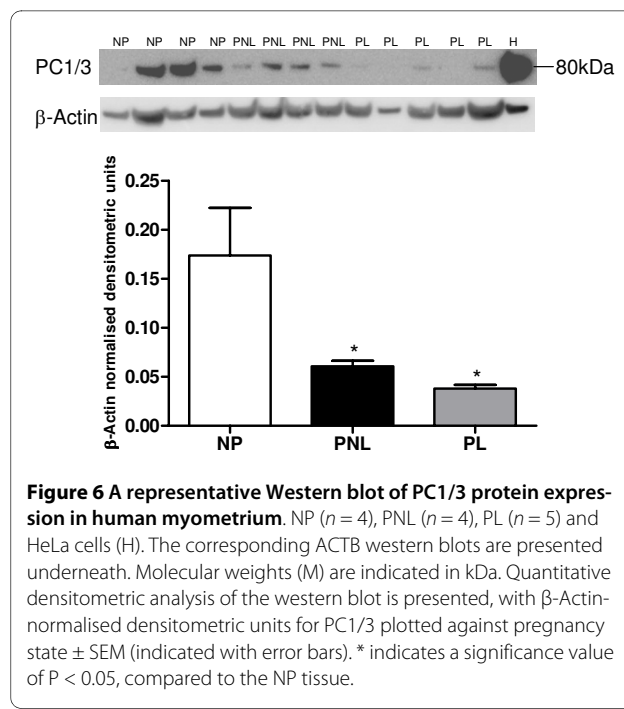 NP NP NP NP PNL PNL PNL PNL PL PL PL PL PL H
PC1/3 80kDa
β-Actin
β-Actin normalised densitometric units
0.25
0.20
0.15
0.10
0.05
0.00
* *
NP PNL PL
Figure 6 A representative Western blot of PC1/3 protein expres-
sion in human myometrium. NP (n = 4), PNL (n = 4), PL (n = 5) and
HeLa cells (H). The corresponding ACTB western blots are presented
underneath. Molecular weights (M) are indicated in kDa. Quantitative
densitometric analysis of the western blot is presented, with β-Actin-
normalised densitometric units for PC1/3 plotted against pregnancy
state ± SEM (indicated with error bars). * indicates a significance value
of P < 0.05, compared to the NP tissue.